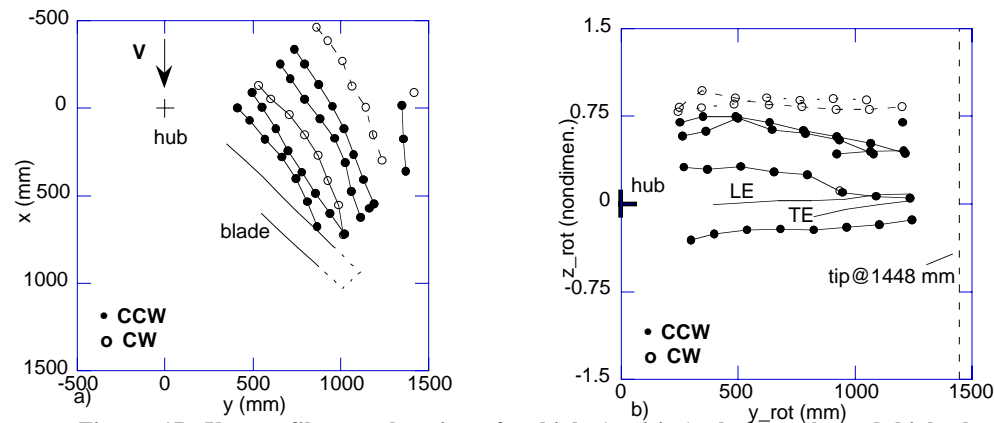 -500
0
500
1000
1500
x (mm)
V
hub
blade
• CCW
o CW
-500
0
500
1000
1500
a)
y (mm)
1.5
0.75
0
-0.75
-1.5
z_rot (nondimen.)
hub
LE
TE
tip@1448 mm
• CCW
o CW
0
500
1000
1500
b)
y_rot (mm)